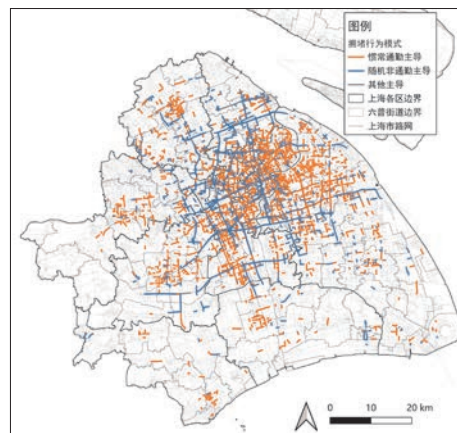 图例
拥堵行为模式
惯常通勤主导
随机非通勤主导
其他主导
上海各区边界
六普街道边界
上海市路网
0 10 20 km